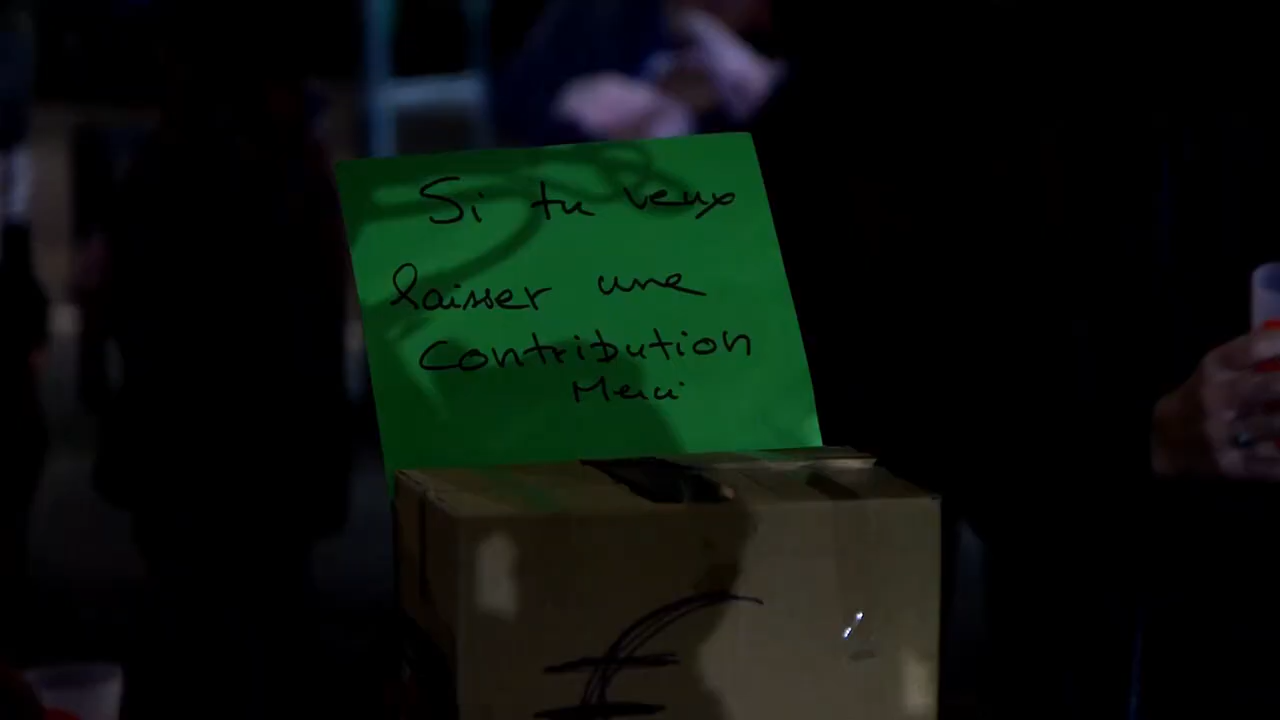 Si tu veux
laisser une
Contribution
Merci
€